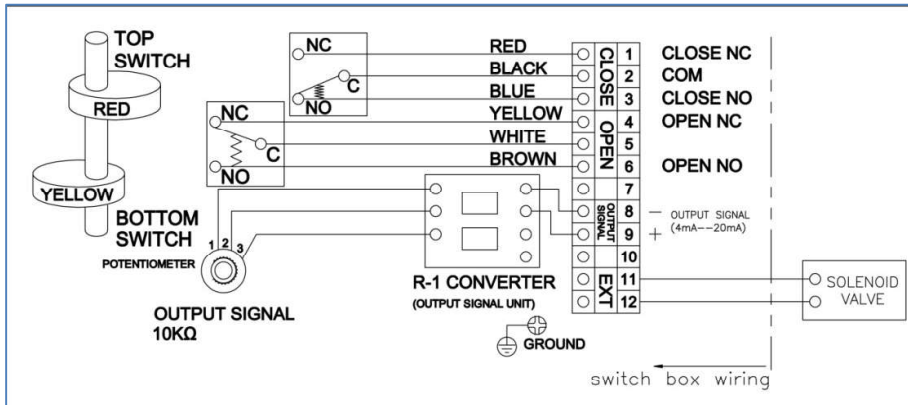 TOP
SWITCH
RED
YELLOW
BOTTOM
SWITCH
NC
C
NO
NC
C
NO
RED
BLACK
BLUE
YELLOW
WHITE
BROWN
CLOSE
OPEN
OUTPUT
SIGNAL
EXT
1 CLOSE NC
2 COM
3 CLOSE NO
4 OPEN NC
5
6 OPEN NO
7
8 − OUTPUT SIGNAL
9 + (4mA--20mA)
10
11
12
SOLENOID
VALVE
1 2 3
POTENTIOMETER
OUTPUT SIGNAL
10KΩ
R-1 CONVERTER
(OUTPUT SIGNAL UNIT)
GROUND
switch box wiring